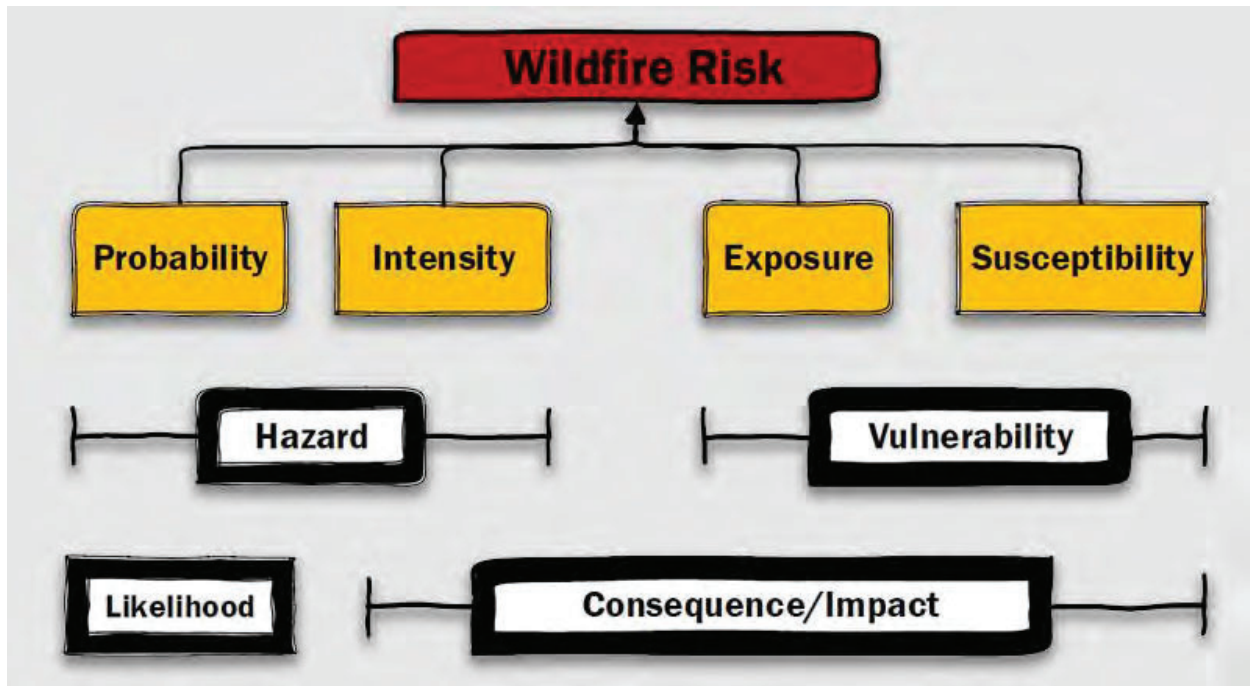 Wildfire Risk
Probability
Intensity
Exposure
Susceptibility
Hazard
Vulnerability
Likelihood
Consequence/Impact